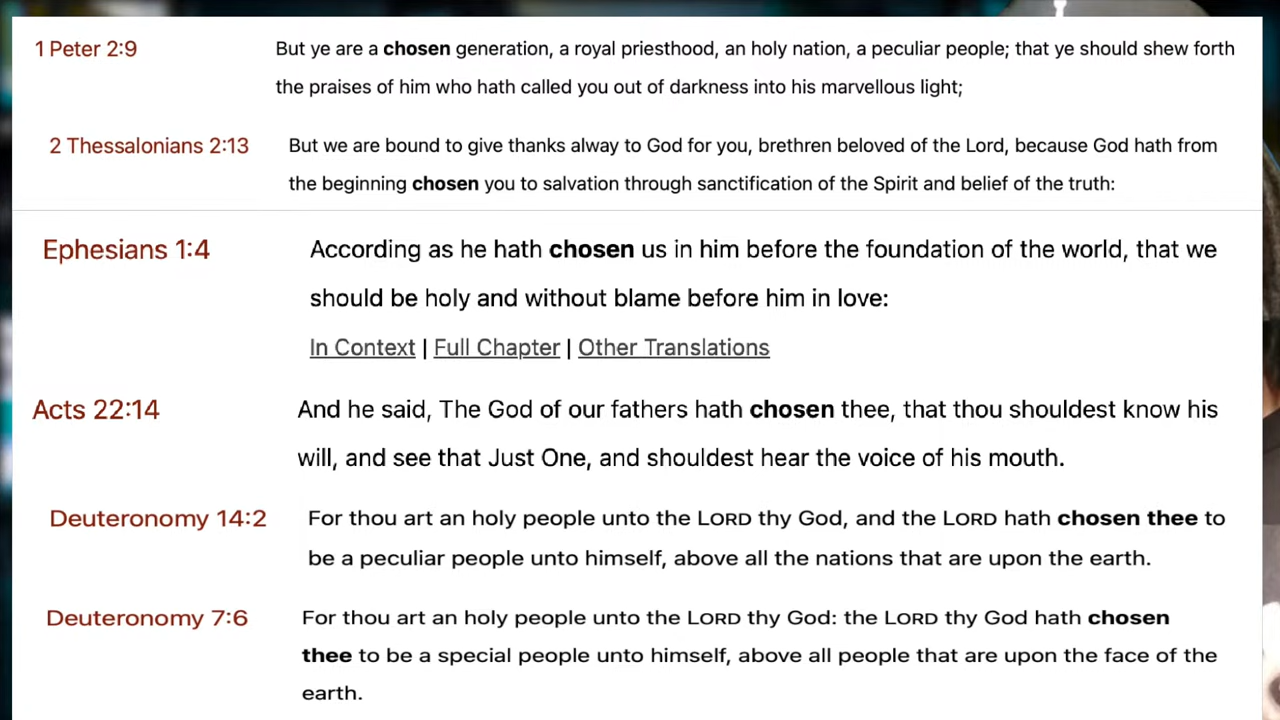 1 Peter 2:9 But ye are a chosen generation, a royal priesthood, an holy nation, a peculiar people; that ye should shew forth
the praises of him who hath called you out of darkness into his marvellous light;
2 Thessalonians 2:13 But we are bound to give thanks alway to God for you, brethren beloved of the Lord, because God hath from
the beginning chosen you to salvation through sanctification of the Spirit and belief of the truth:
Ephesians 1:4 According as he hath chosen us in him before the foundation of the world, that we
should be holy and without blame before him in love:
In Context | Full Chapter | Other Translations
Acts 22:14 And he said, The God of our fathers hath chosen thee, that thou shouldest know his
will, and see that Just One, and shouldest hear the voice of his mouth.
Deuteronomy 14:2 For thou art an holy people unto the LORD thy God, and the LORD hath chosen thee to
be a peculiar people unto himself, above all the nations that are upon the earth.
Deuteronomy 7:6 For thou art an holy people unto the LORD thy God: the LORD thy God hath chosen
thee to be a special people unto himself, above all people that are upon the face of the
earth.